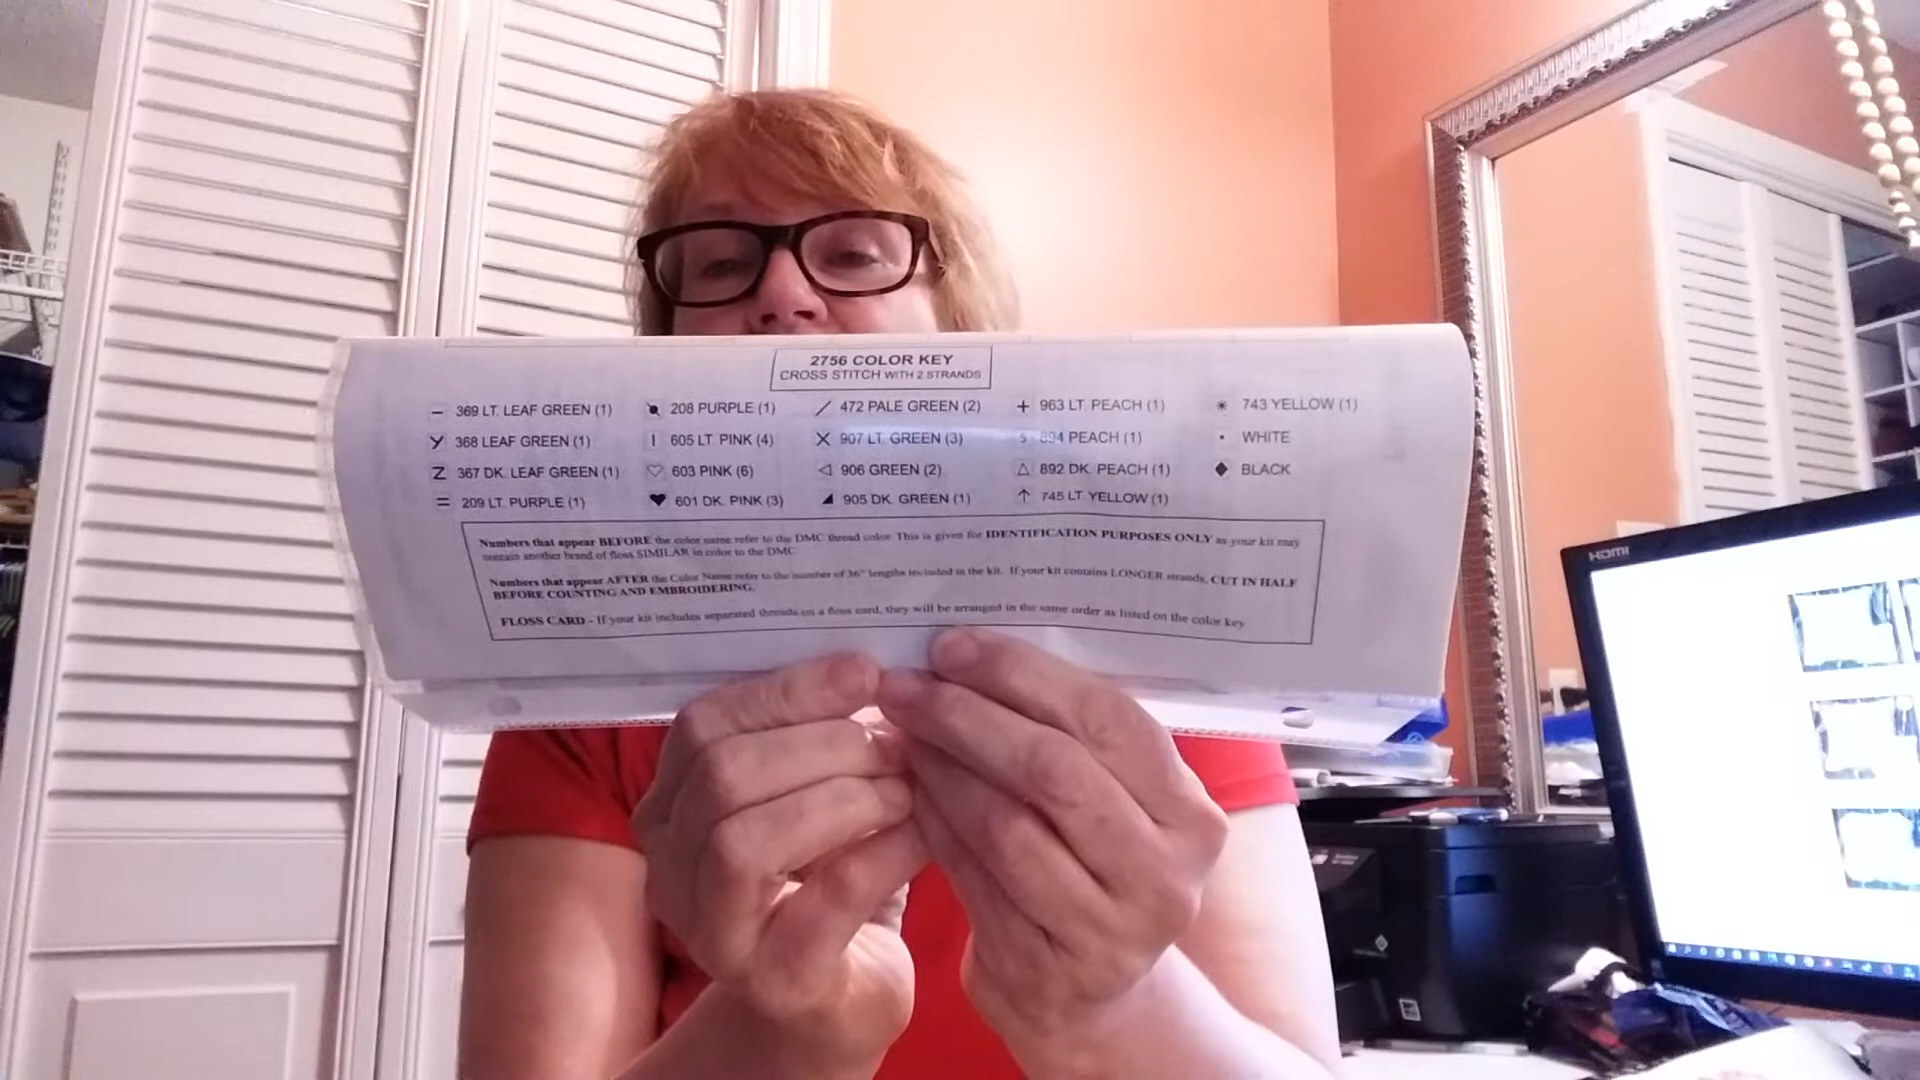 2756 COLOR KEY
CROSS STITCH WITH 2 STRANDS
369 LT. LEAF GREEN (1)
368 LEAF GREEN (1)
367 DK. LEAF GREEN (1)
209 LT. PURPLE (1)
208 PURPLE (1)
605 LT. PINK (4)
603 PINK (6)
601 DK. PINK (3)
472 PALE GREEN (2)
907 LT. GREEN (3)
906 GREEN (2)
905 DK. GREEN (1)
963 LT. PEACH (1)
894 PEACH (1)
892 DK. PEACH (1)
745 LT. YELLOW (1)
743 YELLOW (1)
WHITE
BLACK
Numbers that appear BEFORE the color name refer to the DMC thread color. This is given for IDENTIFICATION PURPOSES ONLY as your kit may
contain another brand of floss SIMILAR in color to the DMC.
Numbers that appear AFTER the Color Name refer to the number of 36" lengths included in the kit. If your kit contains LONGER strands, CUT IN HALF
BEFORE COUNTING AND EMBROIDERING.
FLOSS CARD - If your kit includes separated threads on a floss card, they will be arranged in the same order as listed on the color key.
HDMI